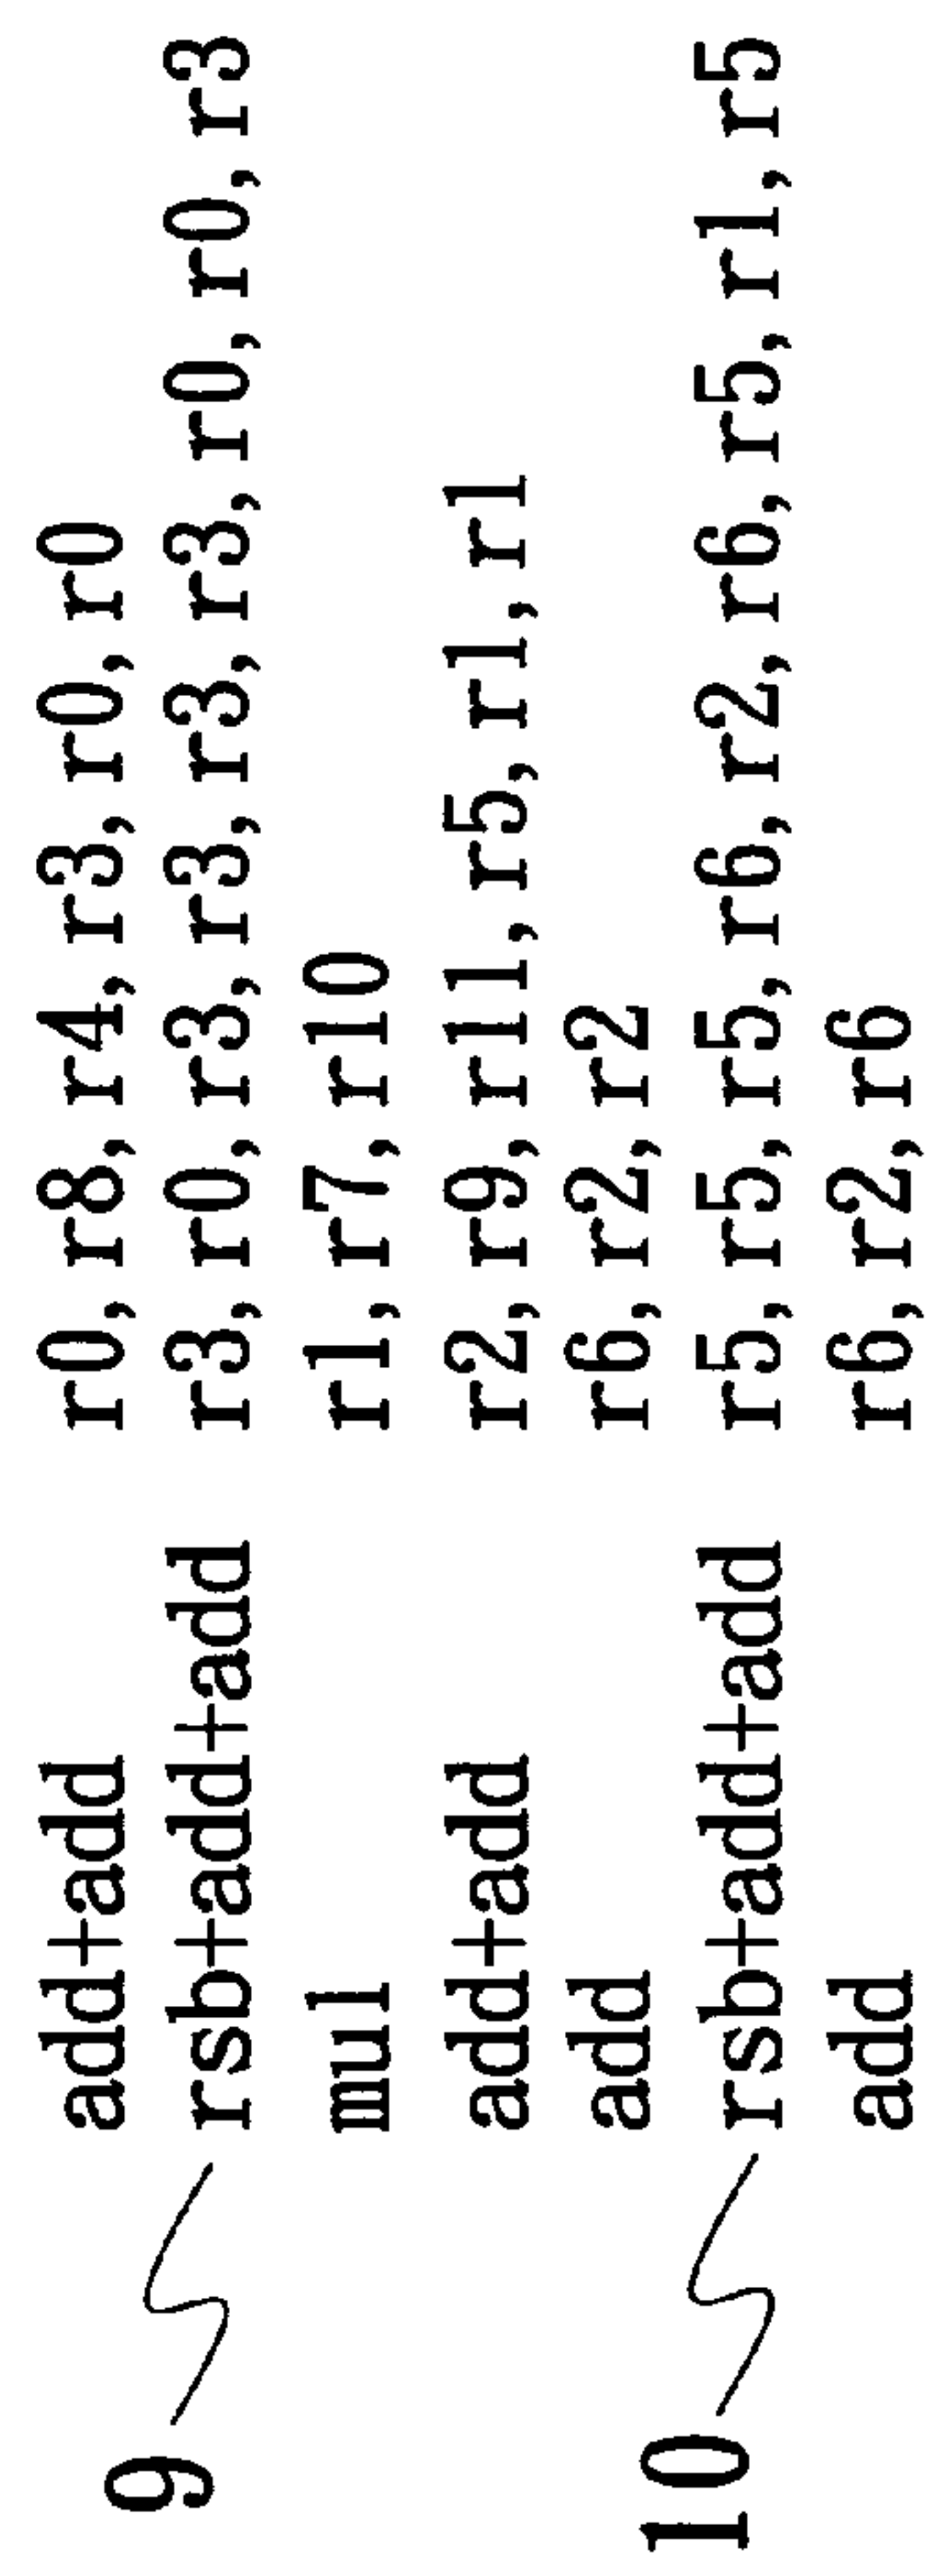 add+add r0, r8, r4, r3, r0, r0
9 rsb+add+add r3, r0, r3, r3, r3, r3, r0, r0, r3
mul r1, r7, r10
add+add r2, r9, r11, r5, r1, r1
add r6, r2, r2
10 rsb+add+add r5, r5, r5, r6, r2, r6, r5, r1, r5
add r6, r2, r6